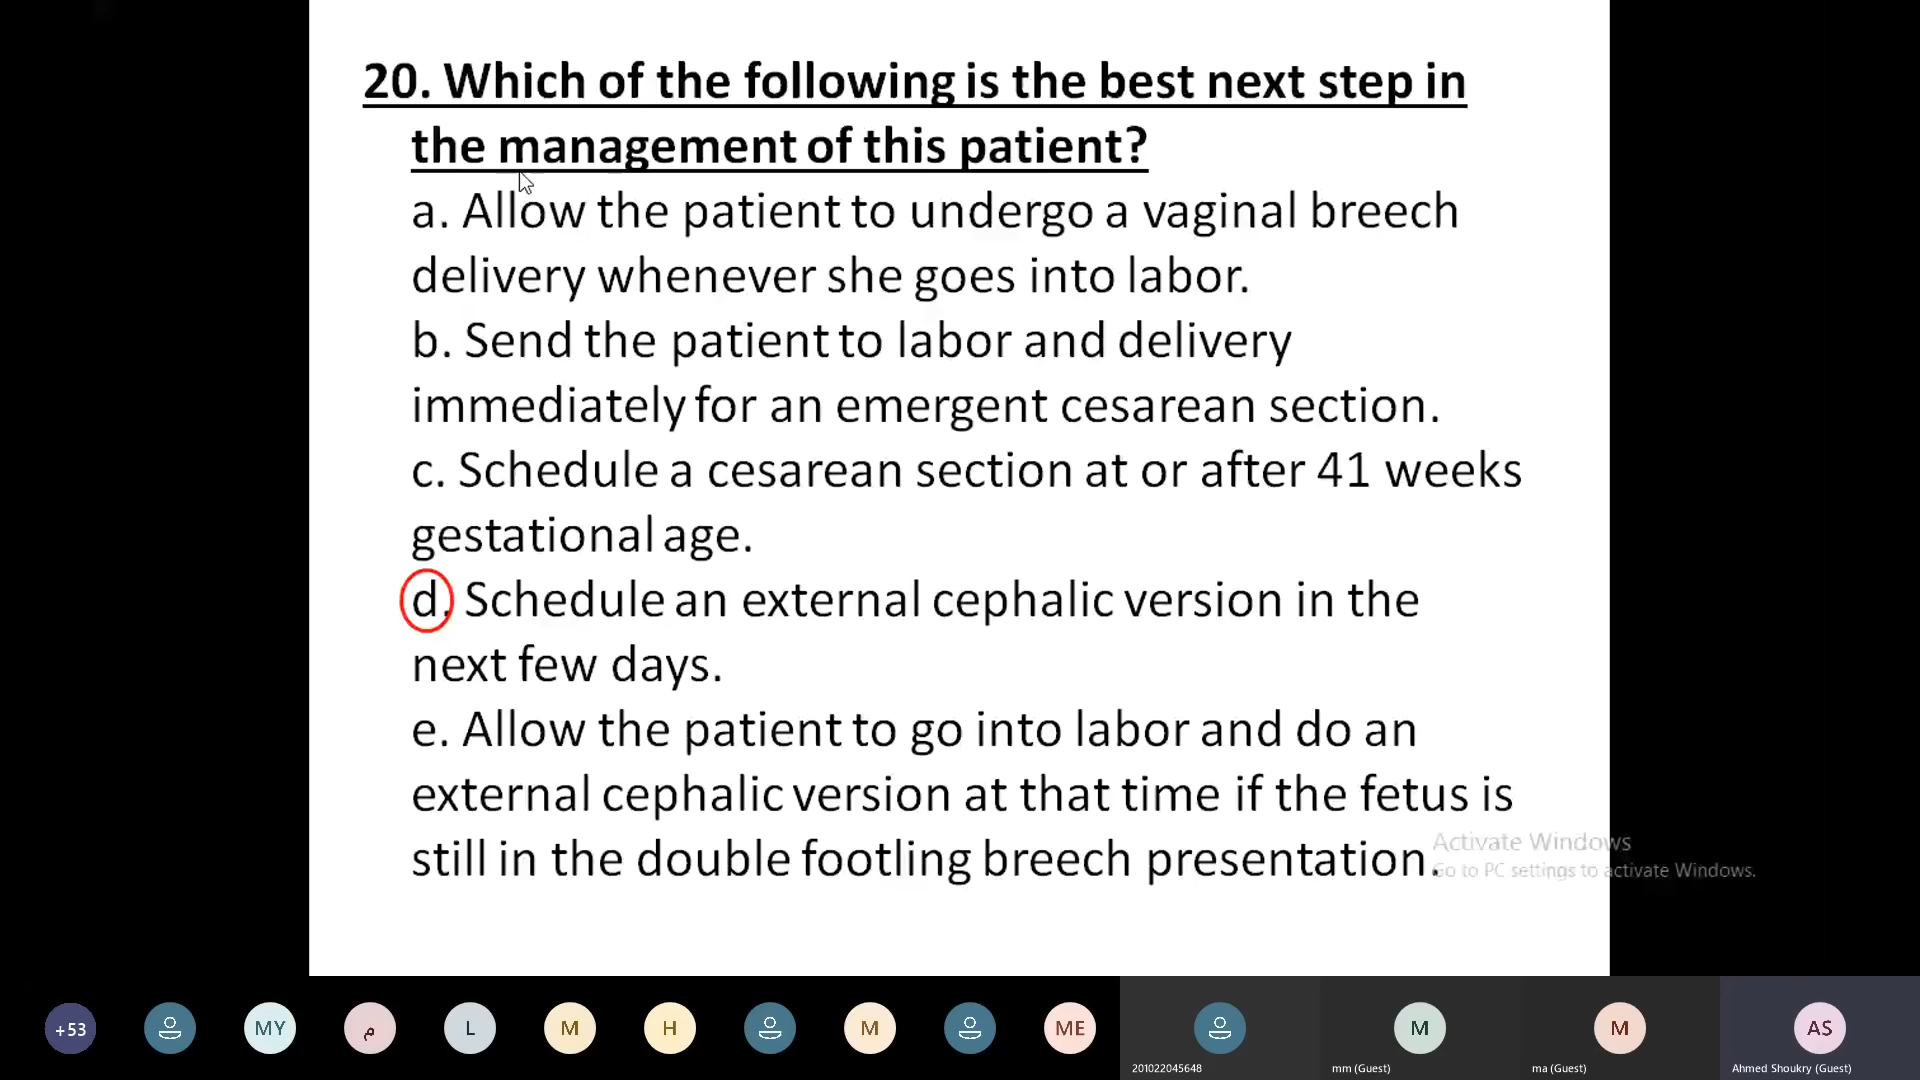 20. Which of the following is the best next step in
the management of this patient?
a. Allow the patient to undergo a vaginal breech
delivery whenever she goes into labor.
b. Send the patient to labor and delivery
immediately for an emergent cesarean section.
c. Schedule a cesarean section at or after 41 weeks
gestational age.
d. Schedule an external cephalic version in the
next few days.
e. Allow the patient to go into labor and do an
external cephalic version at that time if the fetus is
still in the double footling breech presentation.
Activate Windows
Go to PC settings to activate Windows.
+53
MY
م
L
M
H
M
ME
M
M
AS
201022045648
mm (Guest)
ma (Guest)
Ahmed Shoukry (Guest)